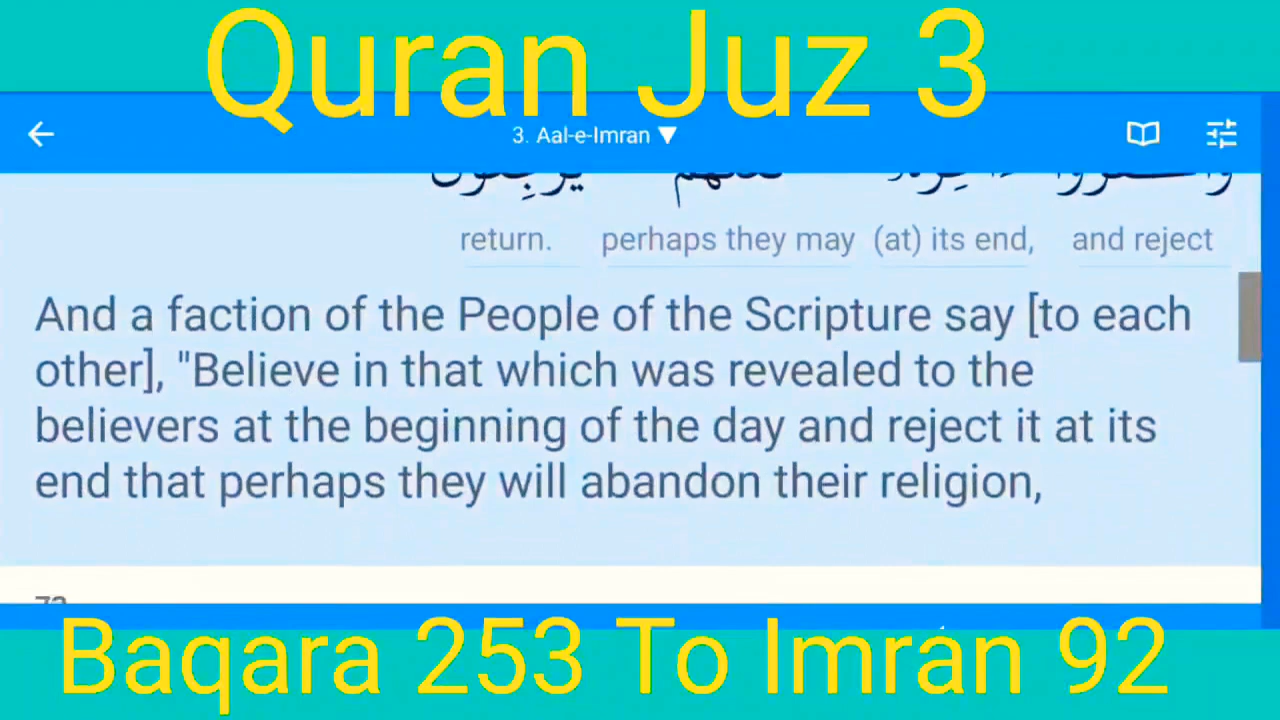 Quran Juz 3
3. Aal-e-Imran ▼
return. perhaps they may (at) its end, and reject
And a faction of the People of the Scripture say [to each
other], "Believe in that which was revealed to the
believers at the beginning of the day and reject it at its
end that perhaps they will abandon their religion,
Baqara 253 To Imran 92